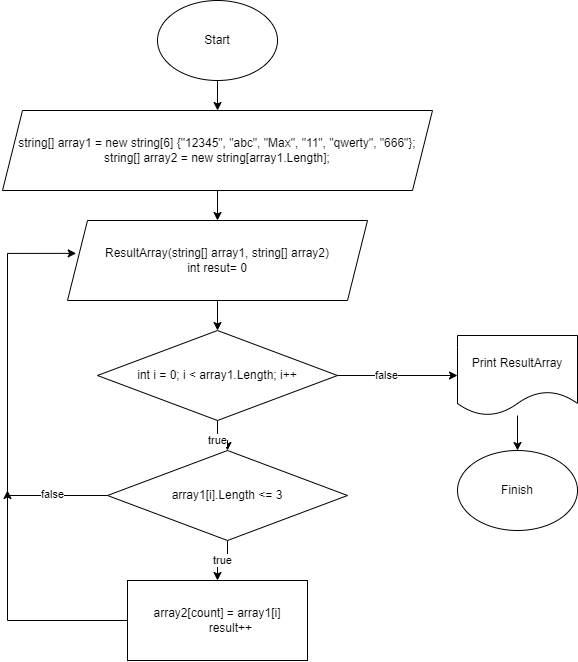 Start
string[] array1 = new string[6] {"12345", "abc", "Max", "11", "qwerty", "666"};
string[] array2 = new string[array1.Length];
ResultArray(string[] array1, string[] array2)
int resut= 0
int i = 0; i < array1.Length; i++
false
Print ResultArray
true
array1[i].Length <= 3
false
Finish
true
array2[count] = array1[i]
result++